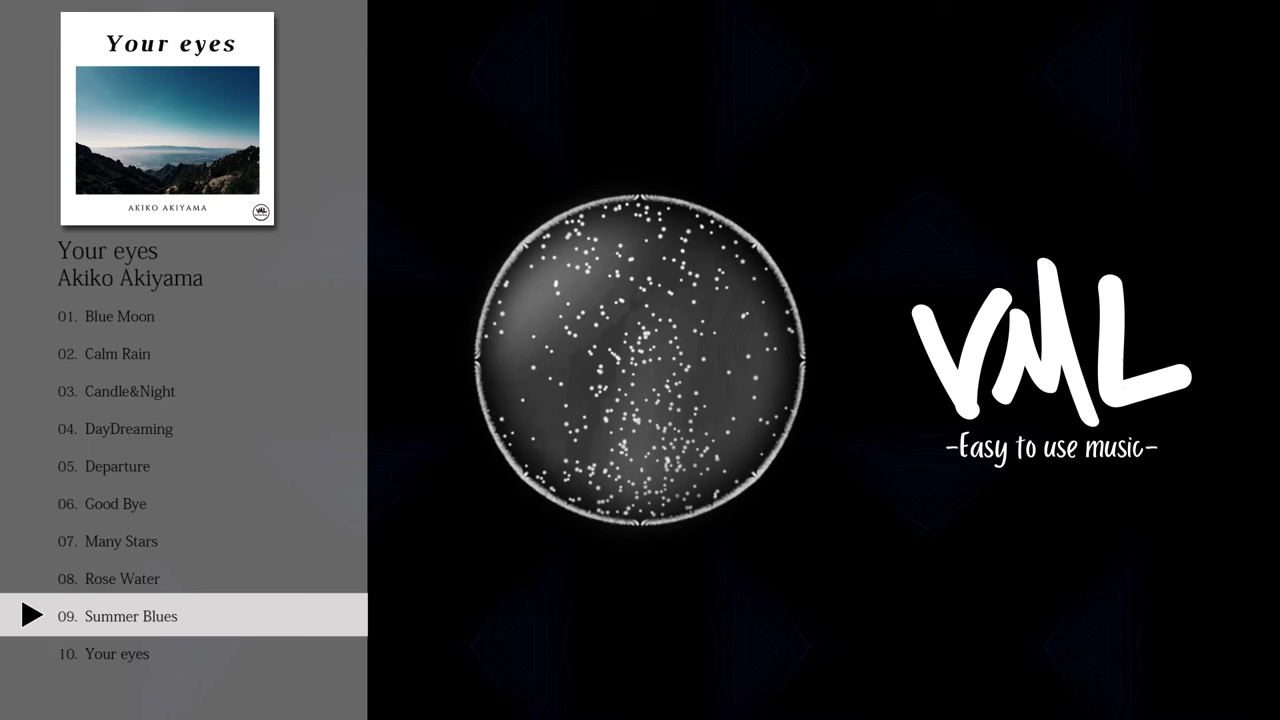 Your eyes
AKIKO AKIYAMA
Your eyes
Akiko Akiyama
01. Blue Moon
02. Calm Rain
03. Candle&Night
04. DayDreaming
05. Departure
06. Good Bye
07. Many Stars
08. Rose Water
09. Summer Blues
10. Your eyes
VML
-Easy to use music-